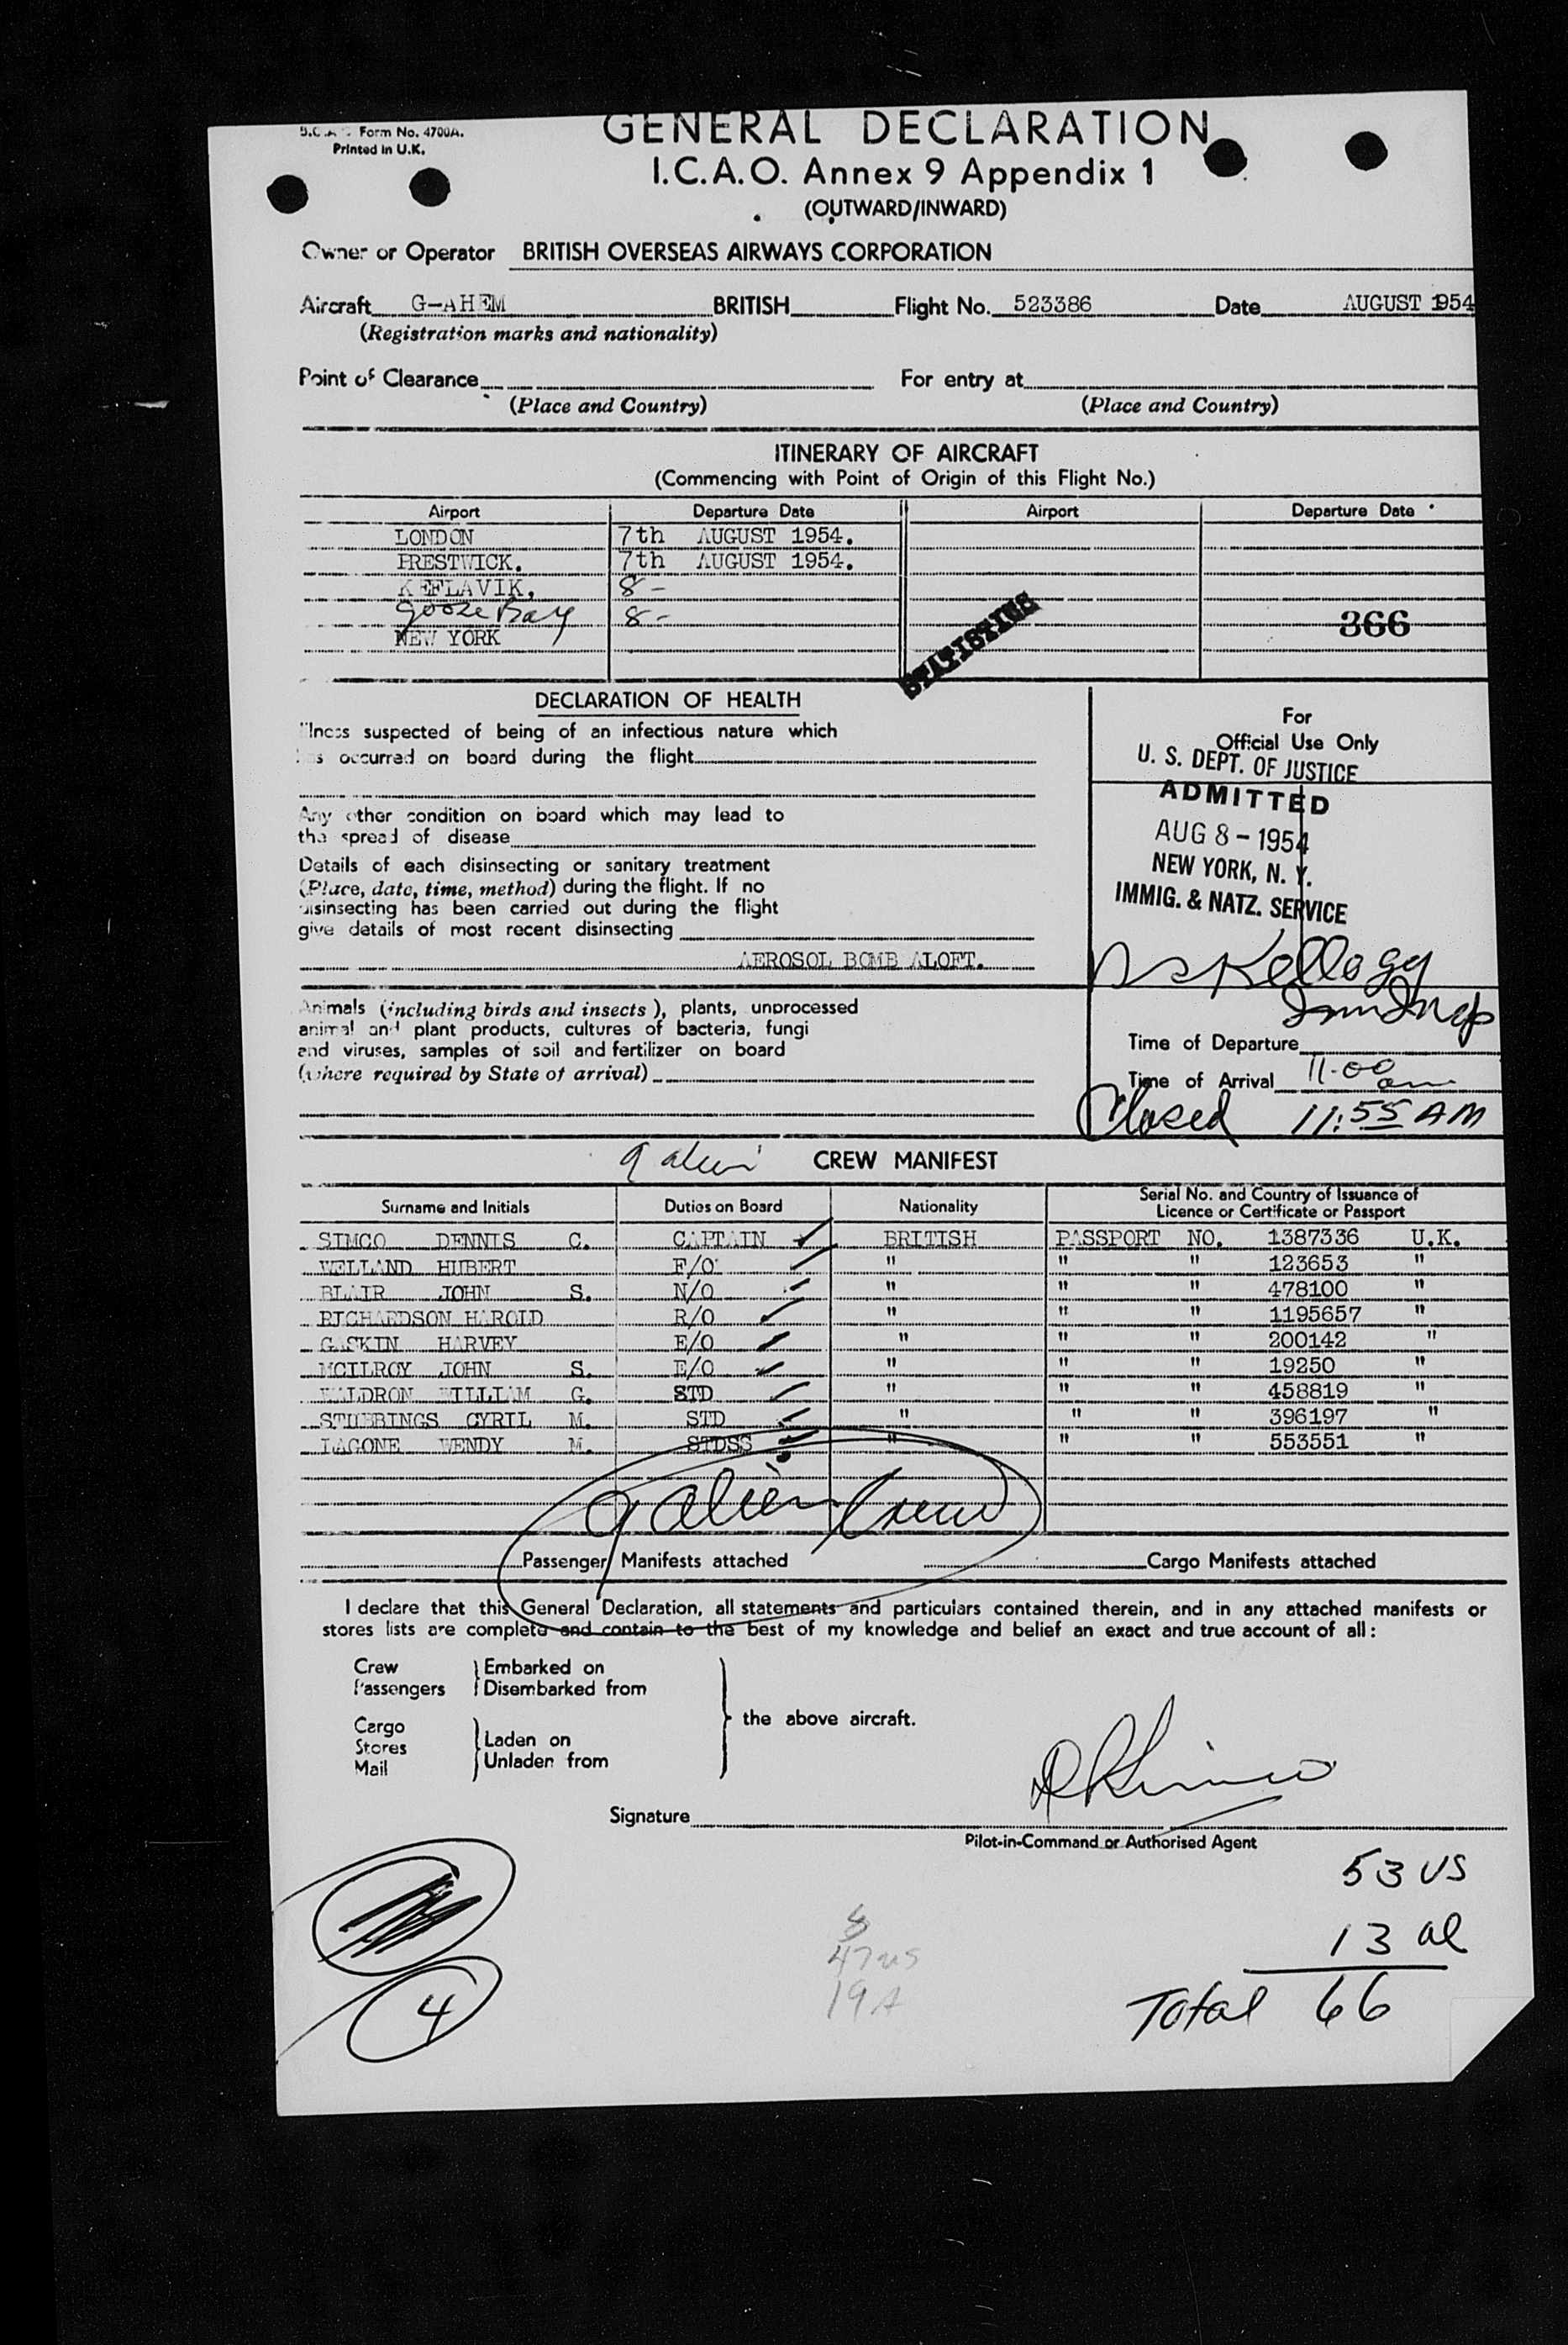 Form No. 4700A.
Printed in U.K.
GENERAL DECLARATION
I.C.A.O. Annex 9 Appendix 1
(OUTWARD/INWARD)
Owner or Operator BRITISH OVERSEAS AIRWAYS CORPORATION
Aircraft G-AHEM BRITISH Flight No. 523386 Date AUGUST 1954
(Registration marks and nationality)
Point of Clearance For entry at
(Place and Country) (Place and Country)
ITINERARY OF AIRCRAFT
(Commencing with Point of Origin of this Flight No.)
Airport Departure Date Airport Departure Date
LONDON 7th AUGUST 1954.
PRESTWICK. 7th AUGUST 1954.
KEFLAVIK, 8-
Goose Bay 8-
NEW YORK
STATISTICS
366
DECLARATION OF HEALTH
Illness suspected of being of an infectious nature which
has occurred on board during the flight
Any other condition on board which may lead to
the spread of disease
Details of each disinsecting or sanitary treatment
(Place, date, time, method) during the flight. If no
disinsecting has been carried out during the flight
give details of most recent disinsecting
AEROSOL BOMB ALOFT.
Animals (including birds and insects), plants, unprocessed
animal and plant products, cultures of bacteria, fungi
and viruses, samples of soil and fertilizer on board
(where required by State of arrival)
For
Official Use Only
U. S. DEPT. OF JUSTICE
ADMITTED
AUG 8 - 1954
NEW YORK, N. Y.
IMMIG. & NATZ. SERVICE
Kellogg
Imm Insp
Time of Departure
Time of Arrival 11.00 am
Closed 11:55 AM
9 alien CREW MANIFEST
Surname and Initials Duties on Board Nationality Serial No. and Country of Issuance of
Licence or Certificate or Passport
SIMCO DENNIS C. CAPTAIN BRITISH PASSPORT NO. 1387336 U.K.
WELLAND HUBERT F/O " " " 123653 "
BLAIR JOHN S. N/O " " " 478100 "
RICHARDSON HAROLD R/O " " " 1195657 "
GASKIN HARVEY E/O " " " 200142 "
MCILROY JOHN S. E/O " " " 19250 "
WALDRON WILLIAM G. STD " " " 458819 "
STUBBINGS CYRIL M. STD " " " 396197 "
LAGONE WENDY M. STDSS " " " 553551 "
9 alien crew
Passenger Manifests attached Cargo Manifests attached
I declare that this General Declaration, all statements and particulars contained therein, and in any attached manifests or
stores lists are complete and contain to the best of my knowledge and belief an exact and true account of all:
Crew
Passengers
Embarked on
Disembarked from
Cargo
Stores
Mail
Laden on
Unladen from
the above aircraft.
Signature
Pilot-in-Command or Authorised Agent
53 US
13 al
Total 66
47 us
19 A
4